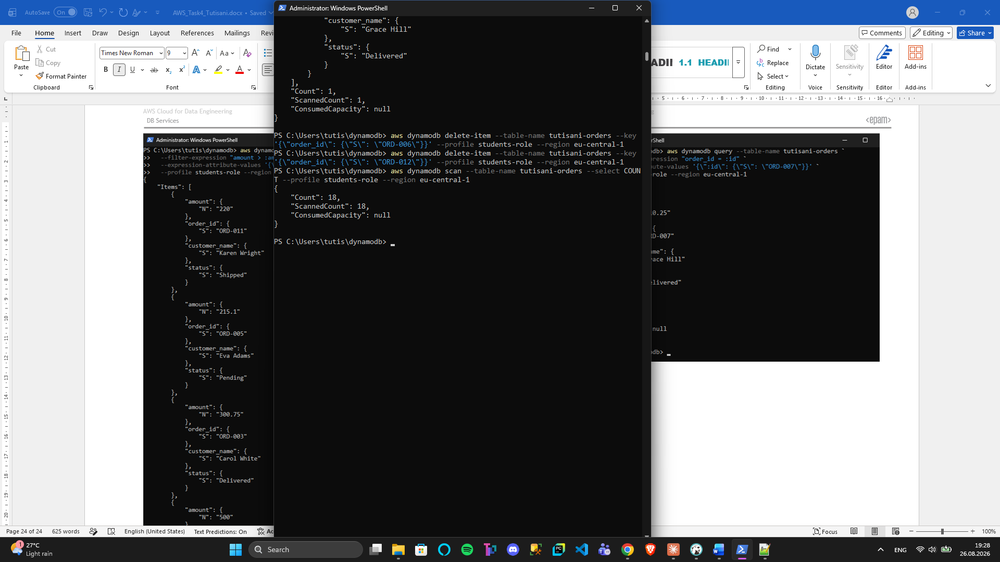 AutoSave On AWS_Task4_Tutisani.docx • Saved
File Home Insert Draw Design Layout References Mailings Revi
Comments Editing Share
Paste
Cut
Copy
Format Painter
Clipboard
Times New Roman 9
Font
1.1 HEADI
Find
Replace
Select
Editing
Dictate
Voice
Sensitivity
Sensitivity
Editor
Editor
Add-ins
Add-ins
AWS Cloud for Data Engineering
DB Services
<epam>
Administrator: Windows PowerShell
PS C:\Users\tutis\dynamodb> aws dynamo
>> --filter-expression "amount > :am
>> --expression-attribute-values '{\
>> --profile students-role --region
{
"Items": [
{
"amount": {
"N": "220"
},
"order_id": {
"S": "ORD-011"
},
"customer_name": {
"S": "Karen Wright"
},
"status": {
"S": "Shipped"
}
},
{
"amount": {
"N": "215.1"
},
"order_id": {
"S": "ORD-005"
},
"customer_name": {
"S": "Eva Adams"
},
"status": {
"S": "Pending"
}
},
{
"amount": {
"N": "300.75"
},
"order_id": {
"S": "ORD-003"
},
"customer_name": {
"S": "Carol White"
},
"status": {
"S": "Delivered"
}
},
{
"amount": {
"N": "500"
Administrator: Windows PowerShell
"customer_name": {
"S": "Grace Hill"
},
"status": {
"S": "Delivered"
}
}
],
"Count": 1,
"ScannedCount": 1,
"ConsumedCapacity": null
}
PS C:\Users\tutis\dynamodb> aws dynamodb delete-item --table-name tutisani-orders --key
'{\"order_id\": {\"S\": \"ORD-006\"}}' --profile students-role --region eu-central-1
PS C:\Users\tutis\dynamodb> aws dynamodb delete-item --table-name tutisani-orders --key
'{\"order_id\": {\"S\": \"ORD-012\"}}' --profile students-role --region eu-central-1
PS C:\Users\tutis\dynamodb> aws dynamodb scan --table-name tutisani-orders --select COUN
T --profile students-role --region eu-central-1
{
"Count": 18,
"ScannedCount": 18,
"ConsumedCapacity": null
}
PS C:\Users\tutis\dynamodb>
rShell
odb> aws dynamodb query --table-name tutisani-orders `
pression "order_id = :id" `
bute-values '{\":id\": {\"S\": \"ORD-007\"}}' `
-role --region eu-central-1
0.25"
{
D-007"
ame": {
ace Hill"
elivered"
null
odb>
Page 24 of 24 625 words English (United States) Text Predictions: On Ac
Focus 100%
1
27°C
Light rain
Search
ENG
19:28
26.08.2026